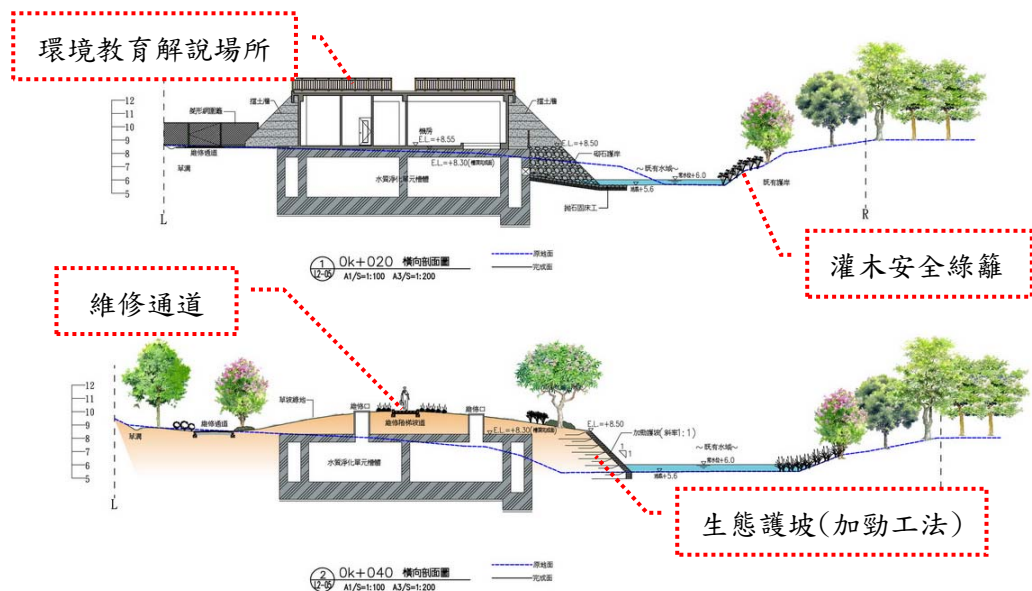 環境教育解說場所
12
11
10
9
8
7
6
5
菱形網圍籬
擋土牆
擋土牆
維修通道
草溝
機房
E.L.=+8.55
E.L.=+8.50
砌石護岸
水質淨化單元槽體
～既有水域～
常水位+6.0
+5.6
既有護岸
拋石固床工
L
R
灌木安全綠籬
1
L2-05
0k+020 橫向剖面圖
A1/S=1:100 A3/S=1:200
原地面
完成面
維修通道
12
11
10
9
8
7
6
5
草坡綠地
維修通道
草溝
維修口
維修口
維修階梯坡道
E.L.=+8.50
加勁護坡(斜率1:1)
1
水質淨化單元槽體
～既有水域～
常水位+6.0
+5.6
L
生態護坡(加勁工法)
2
L2-05
0k+040 橫向剖面圖
A1/S=1:100 A3/S=1:200
原地面
完成面